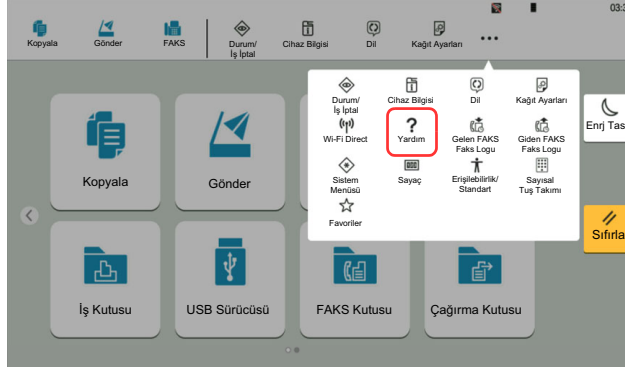 03:3
Kopyala
Gönder
FAKS
Durum/
İş İptal
Cihaz Bilgisi
Dil
Kağıt Ayarları
Durum/
İş İptal
Cihaz Bilgisi
Dil
Kağıt Ayarları
Wi-Fi Direct
Yardım
Gelen FAKS
Faks Logu
Giden FAKS
Faks Logu
Sistem
Menüsü
Sayaç
Erişilebilirlik/
Standart
Sayısal
Tuş Takımı
Favoriler
Enrj Tas
Kopyala
Gönder
Sıfırla
İş Kutusu
USB Sürücüsü
FAKS Kutusu
Çağırma Kutusu